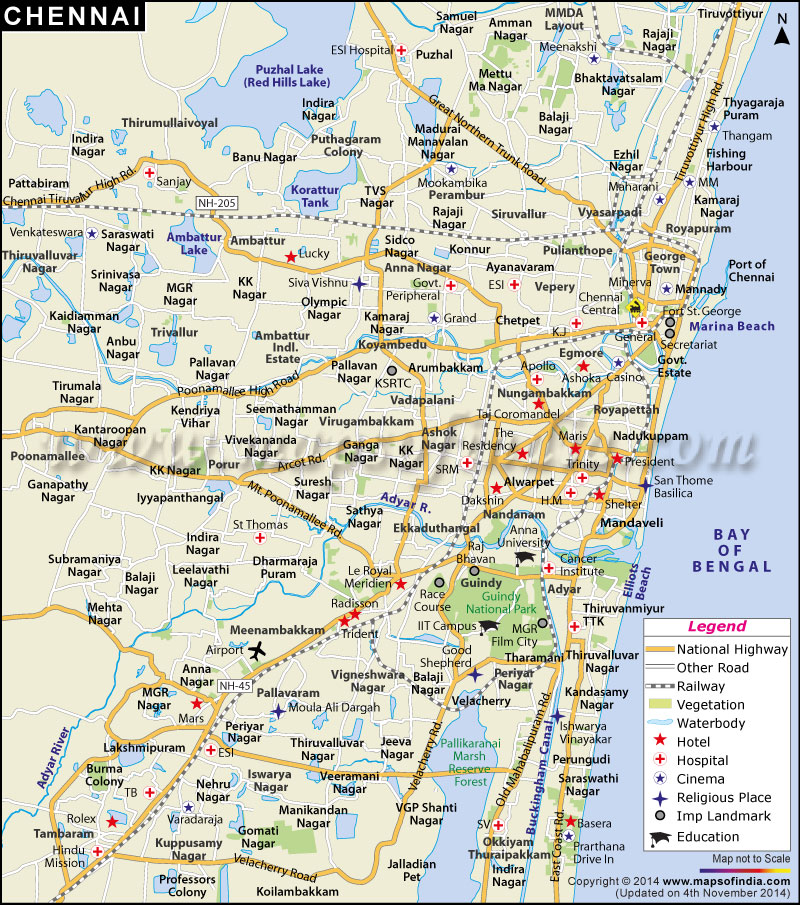 CHENNAI
N
Samuel
Nagar
Amman
Nagar
MMDA
Layout
Meenakshi
Rajaji
Nagar
Tiruvottiyur
ESI Hospital
Puzhal
Puzhal Lake
(Red Hills Lake)
Mettu
Ma Nagar
Bhaktavatsalam
Nagar
Great Northern Trunk Road
Tiruvottiyur High Rd.
Thyagaraja
Puram
Thangam
Thirumullaivoyal
Indira
Nagar
Puthagaram
Colony
Madurai
Manavalan
Nagar
Balaji
Nagar
Indira
Nagar
Banu Nagar
Ezhil
Nagar
Fishing
Harbour
Pattabiram
Sanjay
Chennai Tiruvallur High Rd.
Korattur
Tank
TVS
Nagar
Mookambika
Perambur
Maharani
MM
Kamaraj
Nagar
NH-205
Rajaji
Nagar
Siruvallur
Vyasarpadi
Royapuram
Venkateswara
Saraswati
Nagar
Ambattur
Lake
Ambattur
Lucky
Sidco
Nagar
Konnur
Pulianthope
George
Town
Thiruvalluvar
Nagar
Srinivasa
Nagar
MGR
Nagar
KK
Nagar
Siva Vishnu
Anna Nagar
Govt.
Peripheral
Ayanavaram
ESI
Vepery
Minerva
Mannady
Port of
Chennai
Olympic
Nagar
Chennai
Central
Fort St. George
Kaidiamman
Nagar
Trivallur
Kamaraj
Nagar
Grand
Chetpet
K.J
General
Marina Beach
Secretariat
Anbu
Nagar
Ambattur
Indl.
Estate
Koyambedu
Egmore
Govt.
Estate
Pallavan
Nagar
Pallavan
Nagar
KSRTC
Arumbakkam
Apollo
Ashoka
Casino
Tirumala
Nagar
Poonamallee High Road
Vadapalani
Nungambakkam
Kendriya
Vihar
Seemathamman
Nagar
Taj Coromandel
Royapettah
Kantaroopan
Nagar
Virugambakkam
Poonamallee
Vivekananda
Nagar
Ganga
Nagar
Ashok
Nagar
The
Residency
Maris
Nadukuppam
www.mapsofindia.com
KK Nagar
Porur
Arcot Rd.
KK
Nagar
SRM
Trinity
President
Ganapathy
Nagar
Iyyapanthangal
Suresh
Nagar
Alwarpet
San Thome
Basilica
Mt. Poonamallee Rd.
Adyar R.
Dakshin
H.M
Shelter
Sathya
Nagar
Nandanam
Mandaveli
St Thomas
Ekkaduthangal
Anna
University
BAY
OF
BENGAL
Indira
Nagar
Raj
Bhavan
Subramaniya
Nagar
Leelavathi
Nagar
Dharmaraja
Puram
Le Royal
Meridien
Guindy
Cancer
Institute
Elliots
Beach
Balaji
Nagar
Race
Course
Guindy
National Park
Adyar
Mehta
Nagar
Radisson
Thiruvanmiyur
Meenambakkam
Trident
IIT Campus
MGR
Film City
TTK
Airport
Good
Shepherd
Tharamani
Thiruvalluvar
Nagar
Anna
Nagar
NH-45
Vigneshwara
Nagar
Balaji
Nagar
Periyar
Nagar
Kandasamy
Nagar
MGR
Nagar
Mars
Pallavaram
Moula Ali Dargah
Velacherry
Ishwarya
Vinayakar
Adyar River
Lakshmipuram
Periyar
Nagar
ESI
Thiruvalluvar
Nagar
Jeeva
Nagar
Velacherry Rd.
Pallikaranai
Marsh
Reserve
Forest
Old Mahabalipuram Rd.
Buckingham Canal
Perungudi
Burma
Colony
TB
Nehru
Nagar
Iswarya
Nagar
Veeramani
Nagar
Saraswathi
Nagar
Rolex
Tambaram
Varadaraja
Manikandan
Nagar
VGP Shanti
Nagar
SV
Basera
Hindu
Mission
Kuppusamy
Nagar
Gomati
Nagar
Okkiyam
Thuraipakkam
East Coast Rd.
Prarthana
Drive In
Professors
Colony
Velacherry Road
Koilambakkam
Jalladian
Pet
Indira
Nagar
Legend
National Highway
Other Road
Railway
Vegetation
Waterbody
Hotel
Hospital
Cinema
Religious Place
Imp Landmark
Education
Map not to Scale
Copyright © 2014 www.mapsofindia.com
(Updated on 4th November 2014)